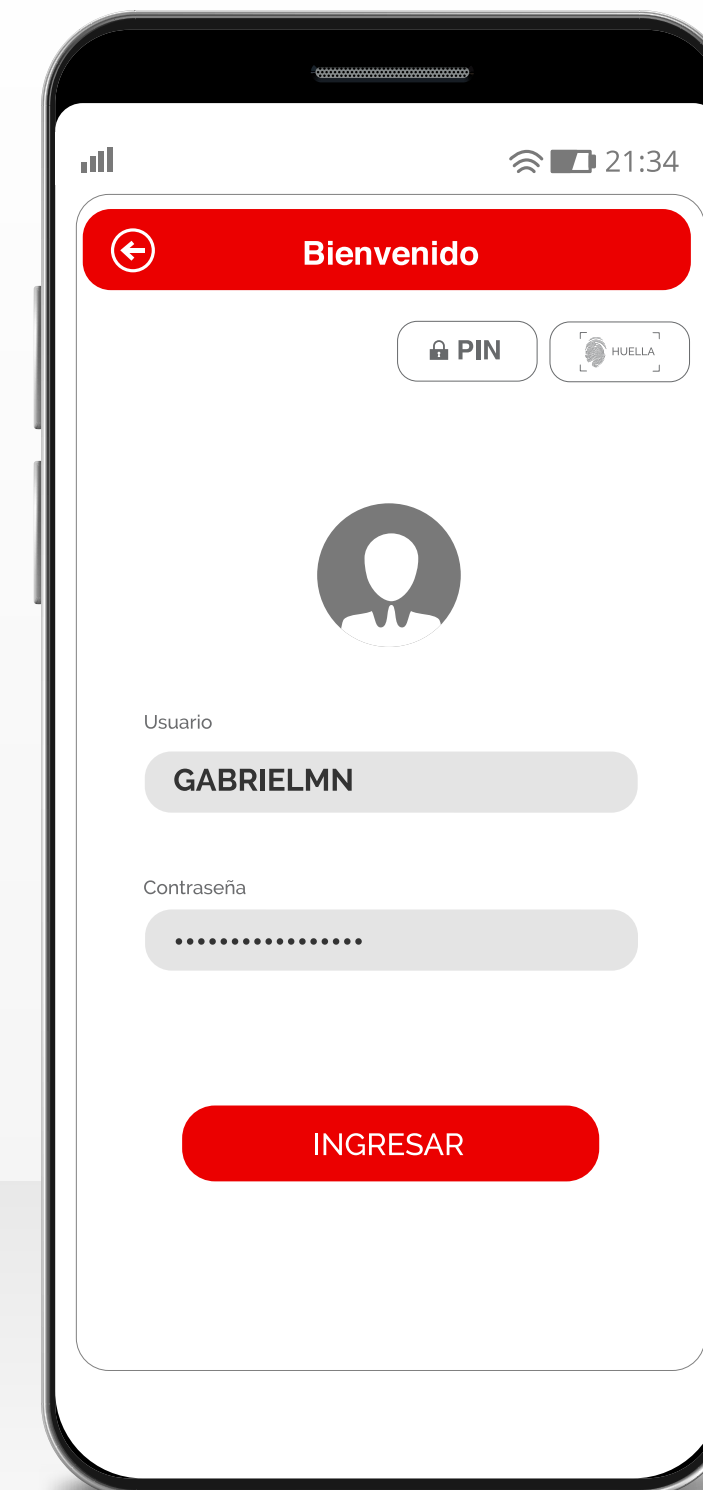 21:34
Bienvenido
PIN
HUELLA
Usuario
GABRIELMN
Contraseña
•••••••••••••••••
INGRESAR